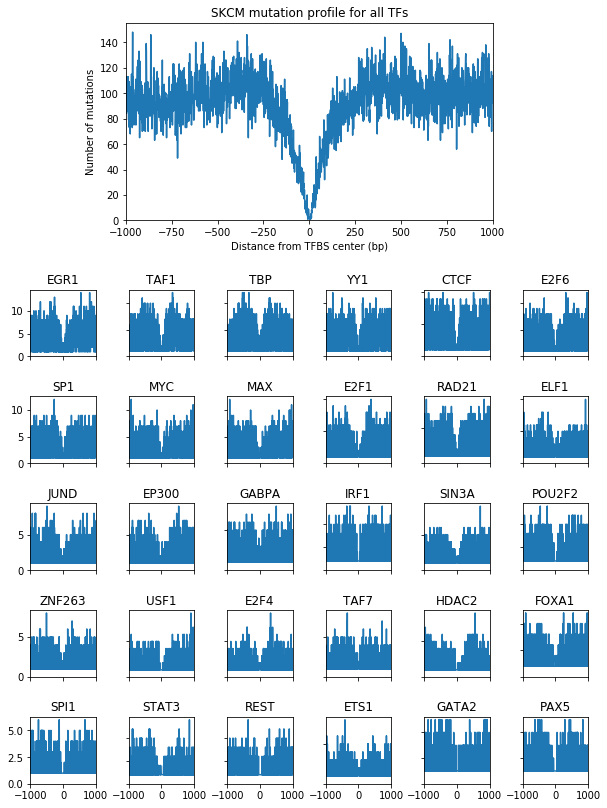 SKCM mutation profile for all TFs
140
120
100
80
60
40
20
0
Number of mutations
−1000 −750 −500 −250 0 250 500 750 1000
Distance from TFBS center (bp)
EGR1 TAF1 TBP YY1 CTCF E2F6
10
5
0
SP1 MYC MAX E2F1 RAD21 ELF1
10
5
0
JUND EP300 GABPA IRF1 SIN3A POU2F2
5
0
ZNF263 USF1 E2F4 TAF7 HDAC2 FOXA1
5
0
SPI1 STAT3 REST ETS1 GATA2 PAX5
5.0
2.5
0.0
−1000 0 1000 −1000 0 1000 −1000 0 1000 −1000 0 1000 −1000 0 1000 −1000 0 1000